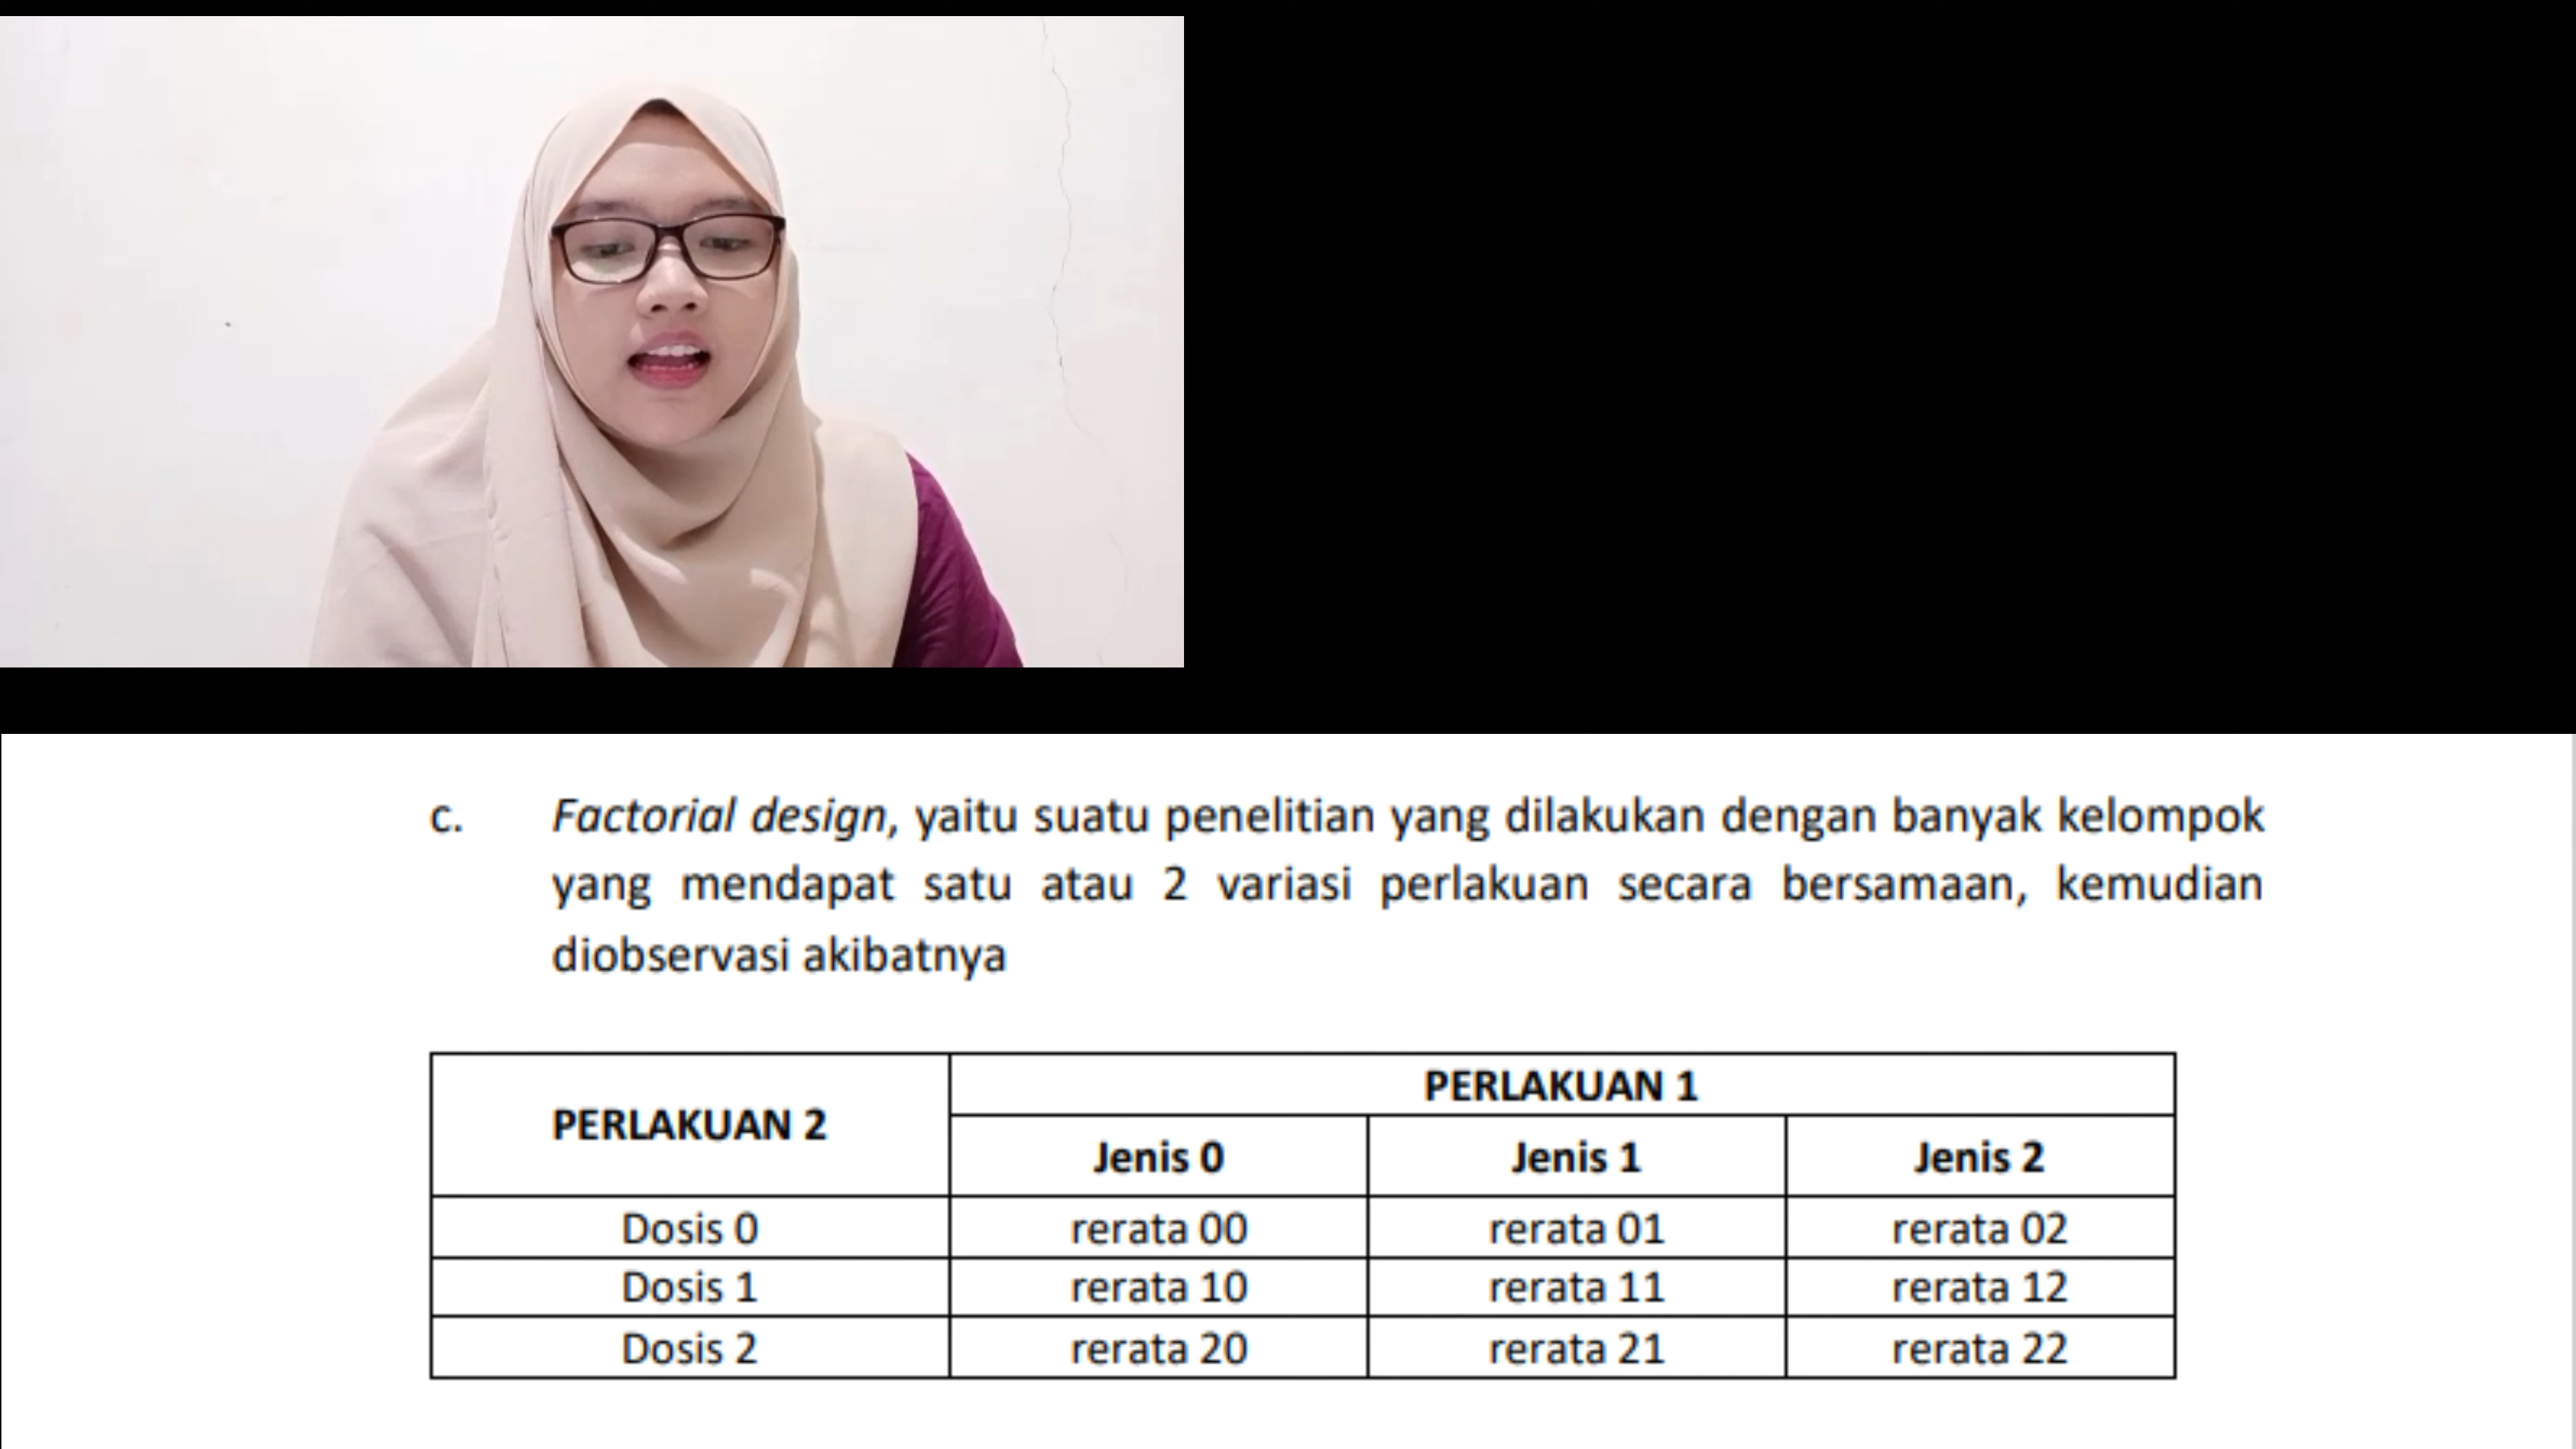 c. Factorial design, yaitu suatu penelitian yang dilakukan dengan banyak kelompok
yang mendapat satu atau 2 variasi perlakuan secara bersamaan, kemudian
diobservasi akibatnya
PERLAKUAN 2 PERLAKUAN 1
Jenis 0 Jenis 1 Jenis 2
Dosis 0 rerata 00 rerata 01 rerata 02
Dosis 1 rerata 10 rerata 11 rerata 12
Dosis 2 rerata 20 rerata 21 rerata 22